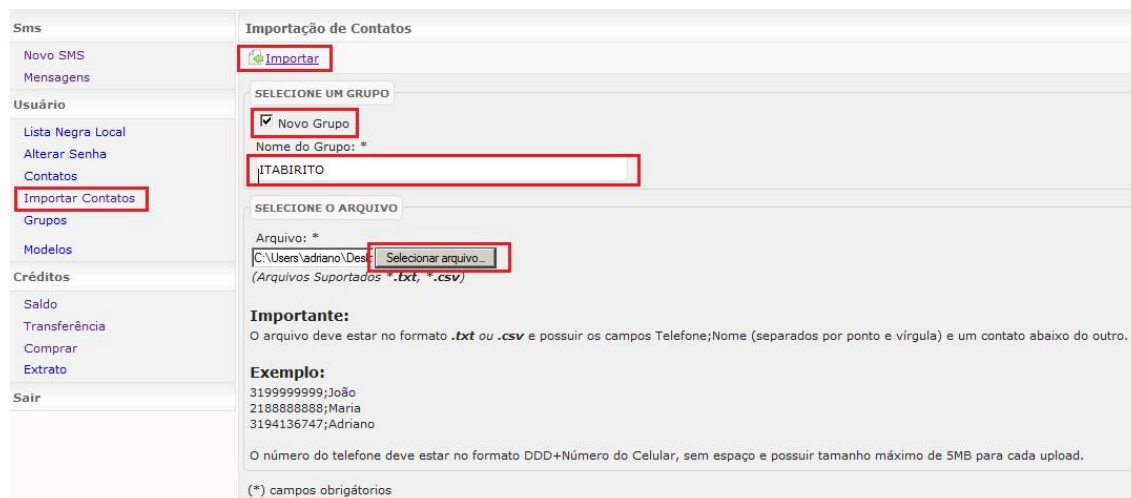 Sms
Novo SMS
Mensagens
Usuário
Lista Negra Local
Alterar Senha
Contatos
Importar Contatos
Grupos
Modelos
Créditos
Saldo
Transferência
Comprar
Extrato
Sair
Importação de Contatos
Importar
SELECIONE UM GRUPO
Novo Grupo
Nome do Grupo: *
ITABIRITO
SELECIONE O ARQUIVO
Arquivo: *
C:\Users\adriano\Desk Selecionar arquivo...
(Arquivos Suportados *.txt, *.csv)
Importante:
O arquivo deve estar no formato .txt ou .csv e possuir os campos Telefone;Nome (separados por ponto e vírgula) e um contato abaixo do outro.
Exemplo:
3199999999;João
2188888888;Maria
3194136747;Adriano
O número do telefone deve estar no formato DDD+Número do Celular, sem espaço e possuir tamanho máximo de 5MB para cada upload.
(*) campos obrigátorios